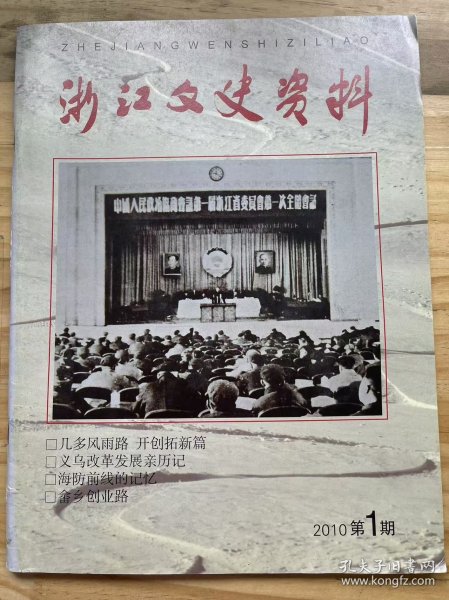 ZHEJIANGWENSHIZILIAO
浙江文史资料
中国人民政治协商会议第一届浙江省委员会第一次全体会议
□几多风雨路 开创拓新篇
□义乌改革发展亲历记
□海防前线的记忆
□畲乡创业路
2010第1期
孔夫子旧书网
www.kongfz.com